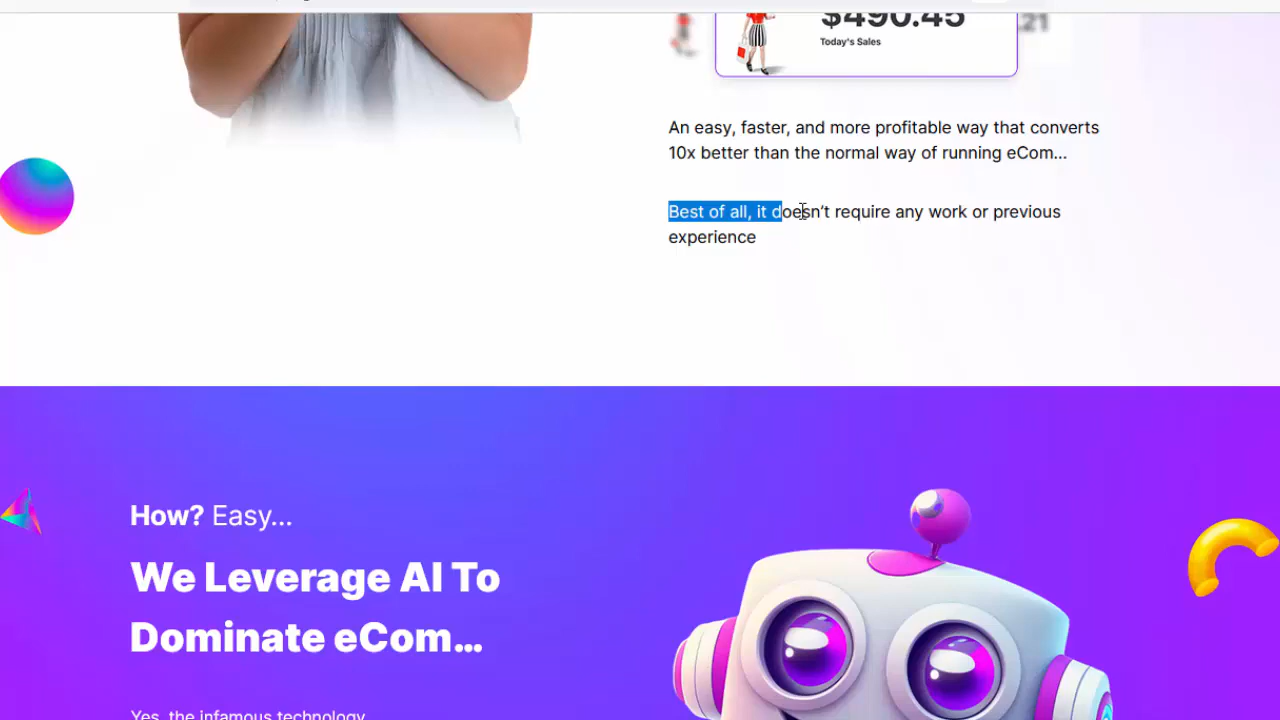 $490.45
.21
Today's Sales
An easy, faster, and more profitable way that converts
10x better than the normal way of running eCom...
Best of all, it doesn’t require any work or previous
experience
How? Easy...
We Leverage AI To
Dominate eCom...
Yes, the infamous technology